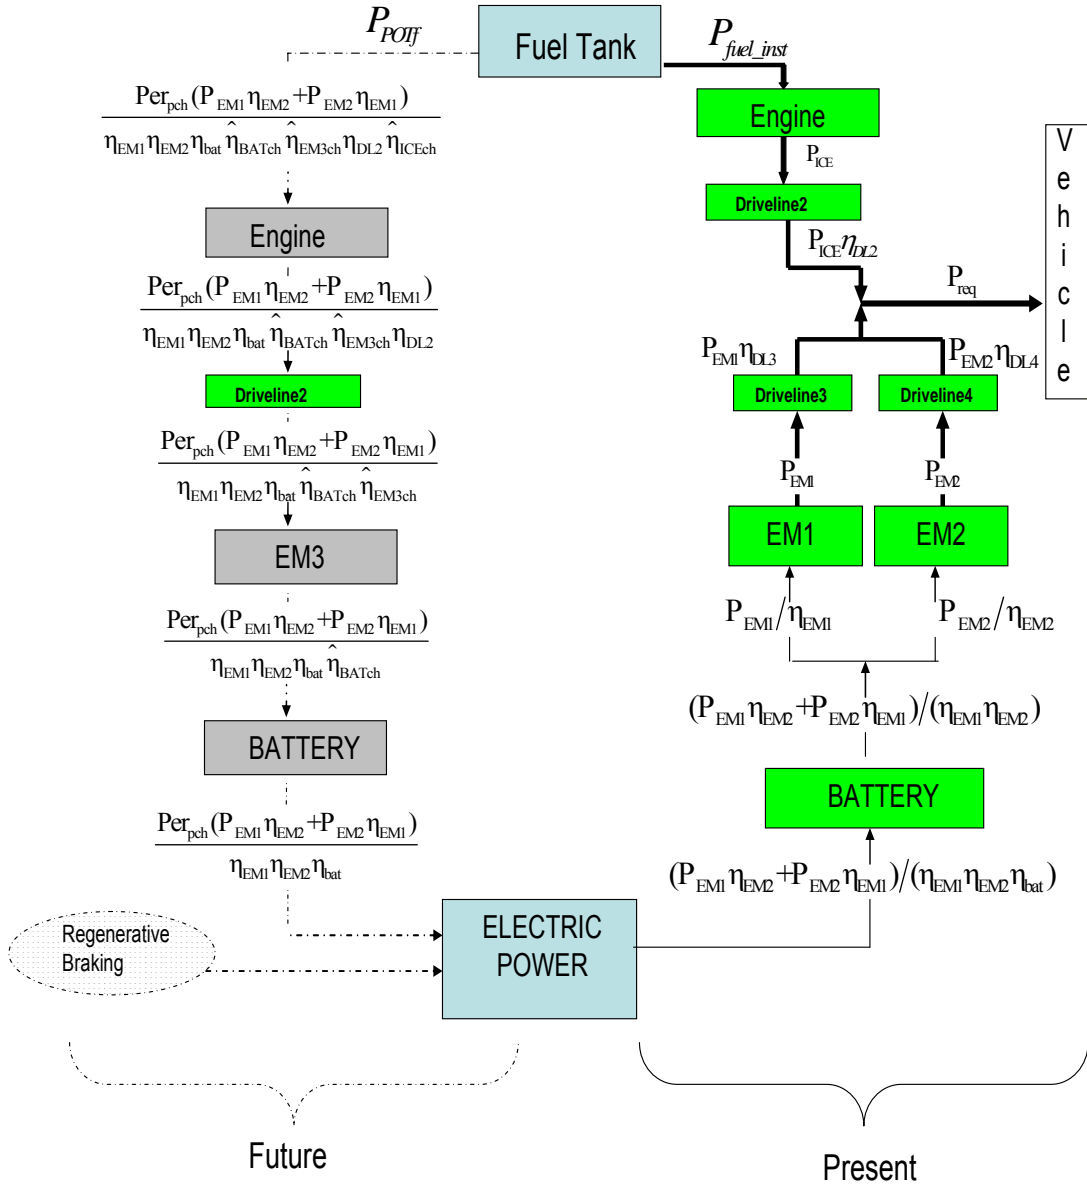 P_POTf
Fuel Tank
P_fuel_inst
Per_pch(P_EM1 η_EM2+P_EM2 η_EM1)
η_EM1 η_EM2 η_bat η̂_BATch η̂_EM3ch η_DL2 η̂_ICEch
Engine
Per_pch(P_EM1 η_EM2+P_EM2 η_EM1)
η_EM1 η_EM2 η_bat η̂_BATch η̂_EM3ch η_DL2
Driveline2
Per_pch(P_EM1 η_EM2+P_EM2 η_EM1)
η_EM1 η_EM2 η_bat η̂_BATch η̂_EM3ch
EM3
Per_pch(P_EM1 η_EM2+P_EM2 η_EM1)
η_EM1 η_EM2 η_bat η̂_BATch
BATTERY
Per_pch(P_EM1 η_EM2+P_EM2 η_EM1)
η_EM1 η_EM2 η_bat
Regenerative
Braking
ELECTRIC
POWER
Future
Engine
P_ICE
Driveline2
P_ICE η_DL2
P_req
Vehicle
P_EM1 η_DL3
P_EM2 η_DL4
Driveline3
Driveline4
P_EM1
P_EM2
EM1
EM2
P_EM1/η_EM1
P_EM2/η_EM2
(P_EM1 η_EM2+P_EM2 η_EM1)/(η_EM1 η_EM2)
BATTERY
(P_EM1 η_EM2+P_EM2 η_EM1)/(η_EM1 η_EM2 η_bat)
Present